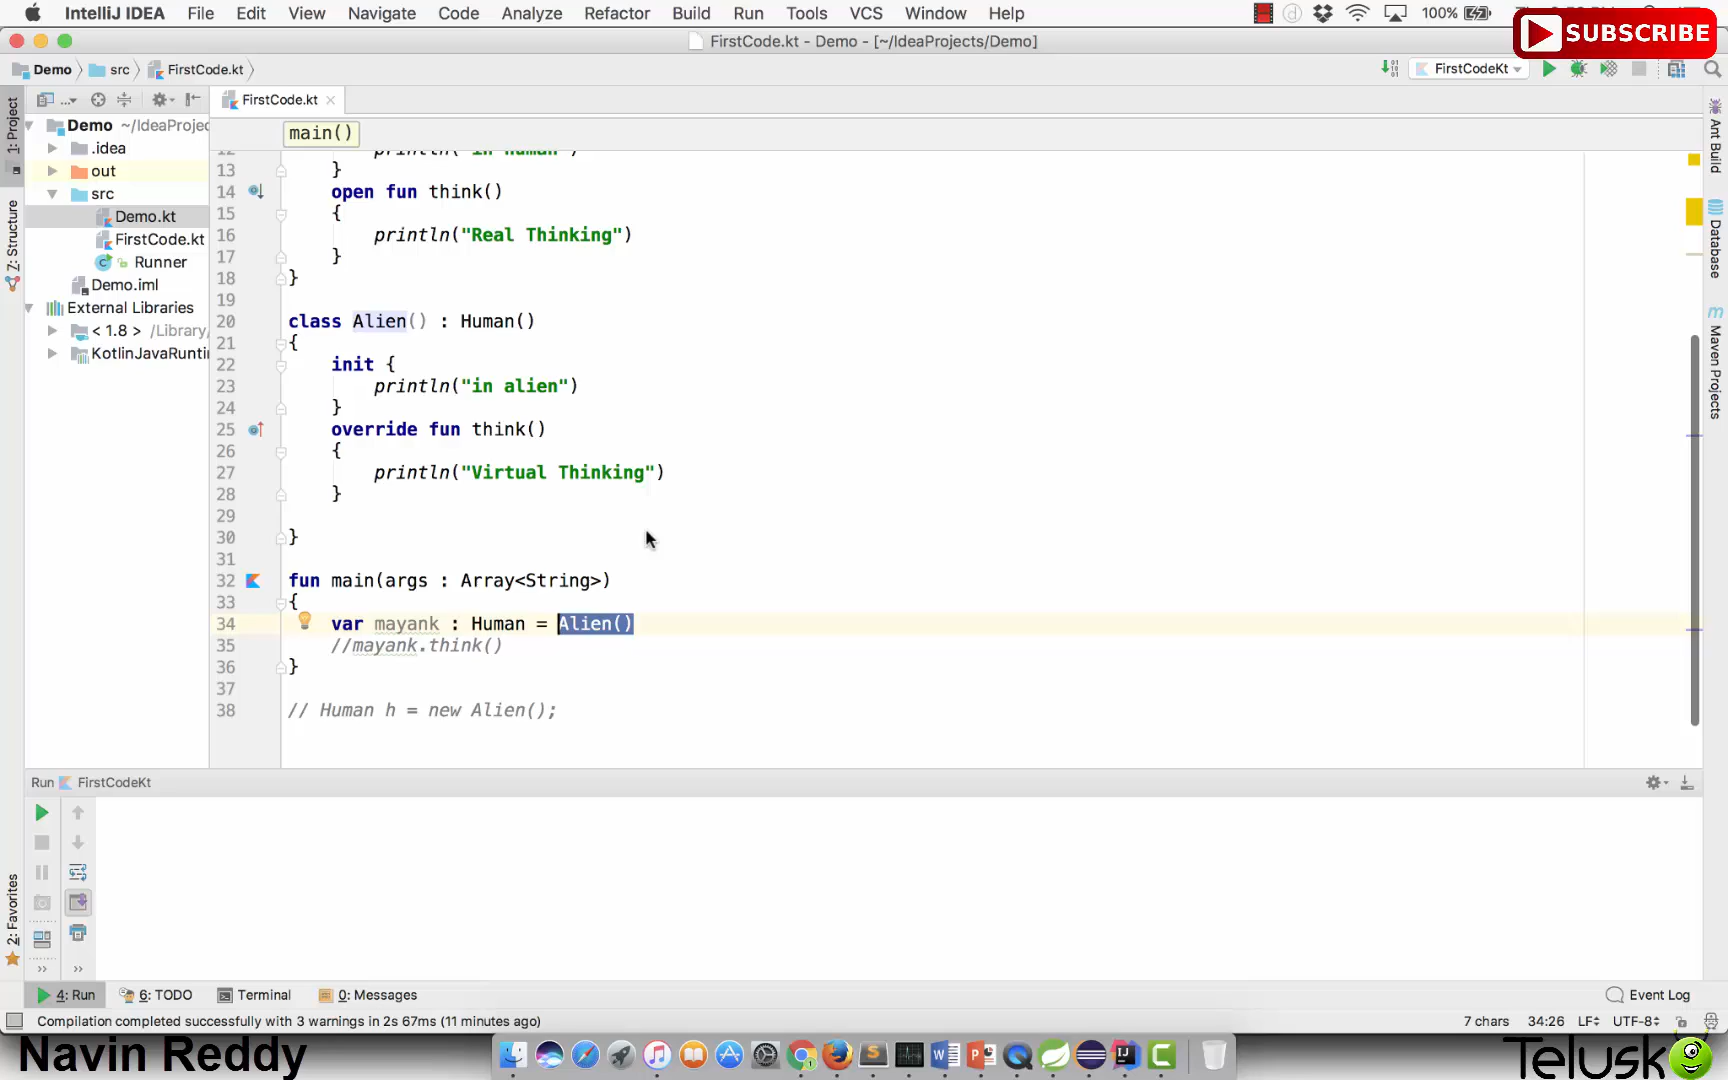 IntelliJ IDEA File Edit View Navigate Code Analyze Refactor Build Run Tools VCS Window Help 100%
SUBSCRIBE
FirstCode.kt - Demo - [~/IdeaProjects/Demo]
Demo src FirstCode.kt FirstCodeKt
FirstCode.kt
main()
Demo ~/IdeaProjec
.idea
out
src
Demo.kt
FirstCode.kt
Runner
Demo.iml
External Libraries
< 1.8 > /Library/
KotlinJavaRunti
1: Project
Z: Structure
2: Favorites
12 println("in human")
13 }
14 open fun think()
15 {
16 println("Real Thinking")
17 }
18 }
19
20 class Alien() : Human()
21 {
22 init {
23 println("in alien")
24 }
25 override fun think()
26 {
27 println("Virtual Thinking")
28 }
29
30 }
31
32 fun main(args : Array<String>)
33 {
34 var mayank : Human = Alien()
35 //mayank.think()
36 }
37
38 // Human h = new Alien();
Ant Build
Database
Maven Projects
Run FirstCodeKt
4: Run 6: TODO Terminal 0: Messages Event Log
Compilation completed successfully with 3 warnings in 2s 67ms (11 minutes ago) 7 chars 34:26 LF UTF-8
Navin Reddy
Telusko